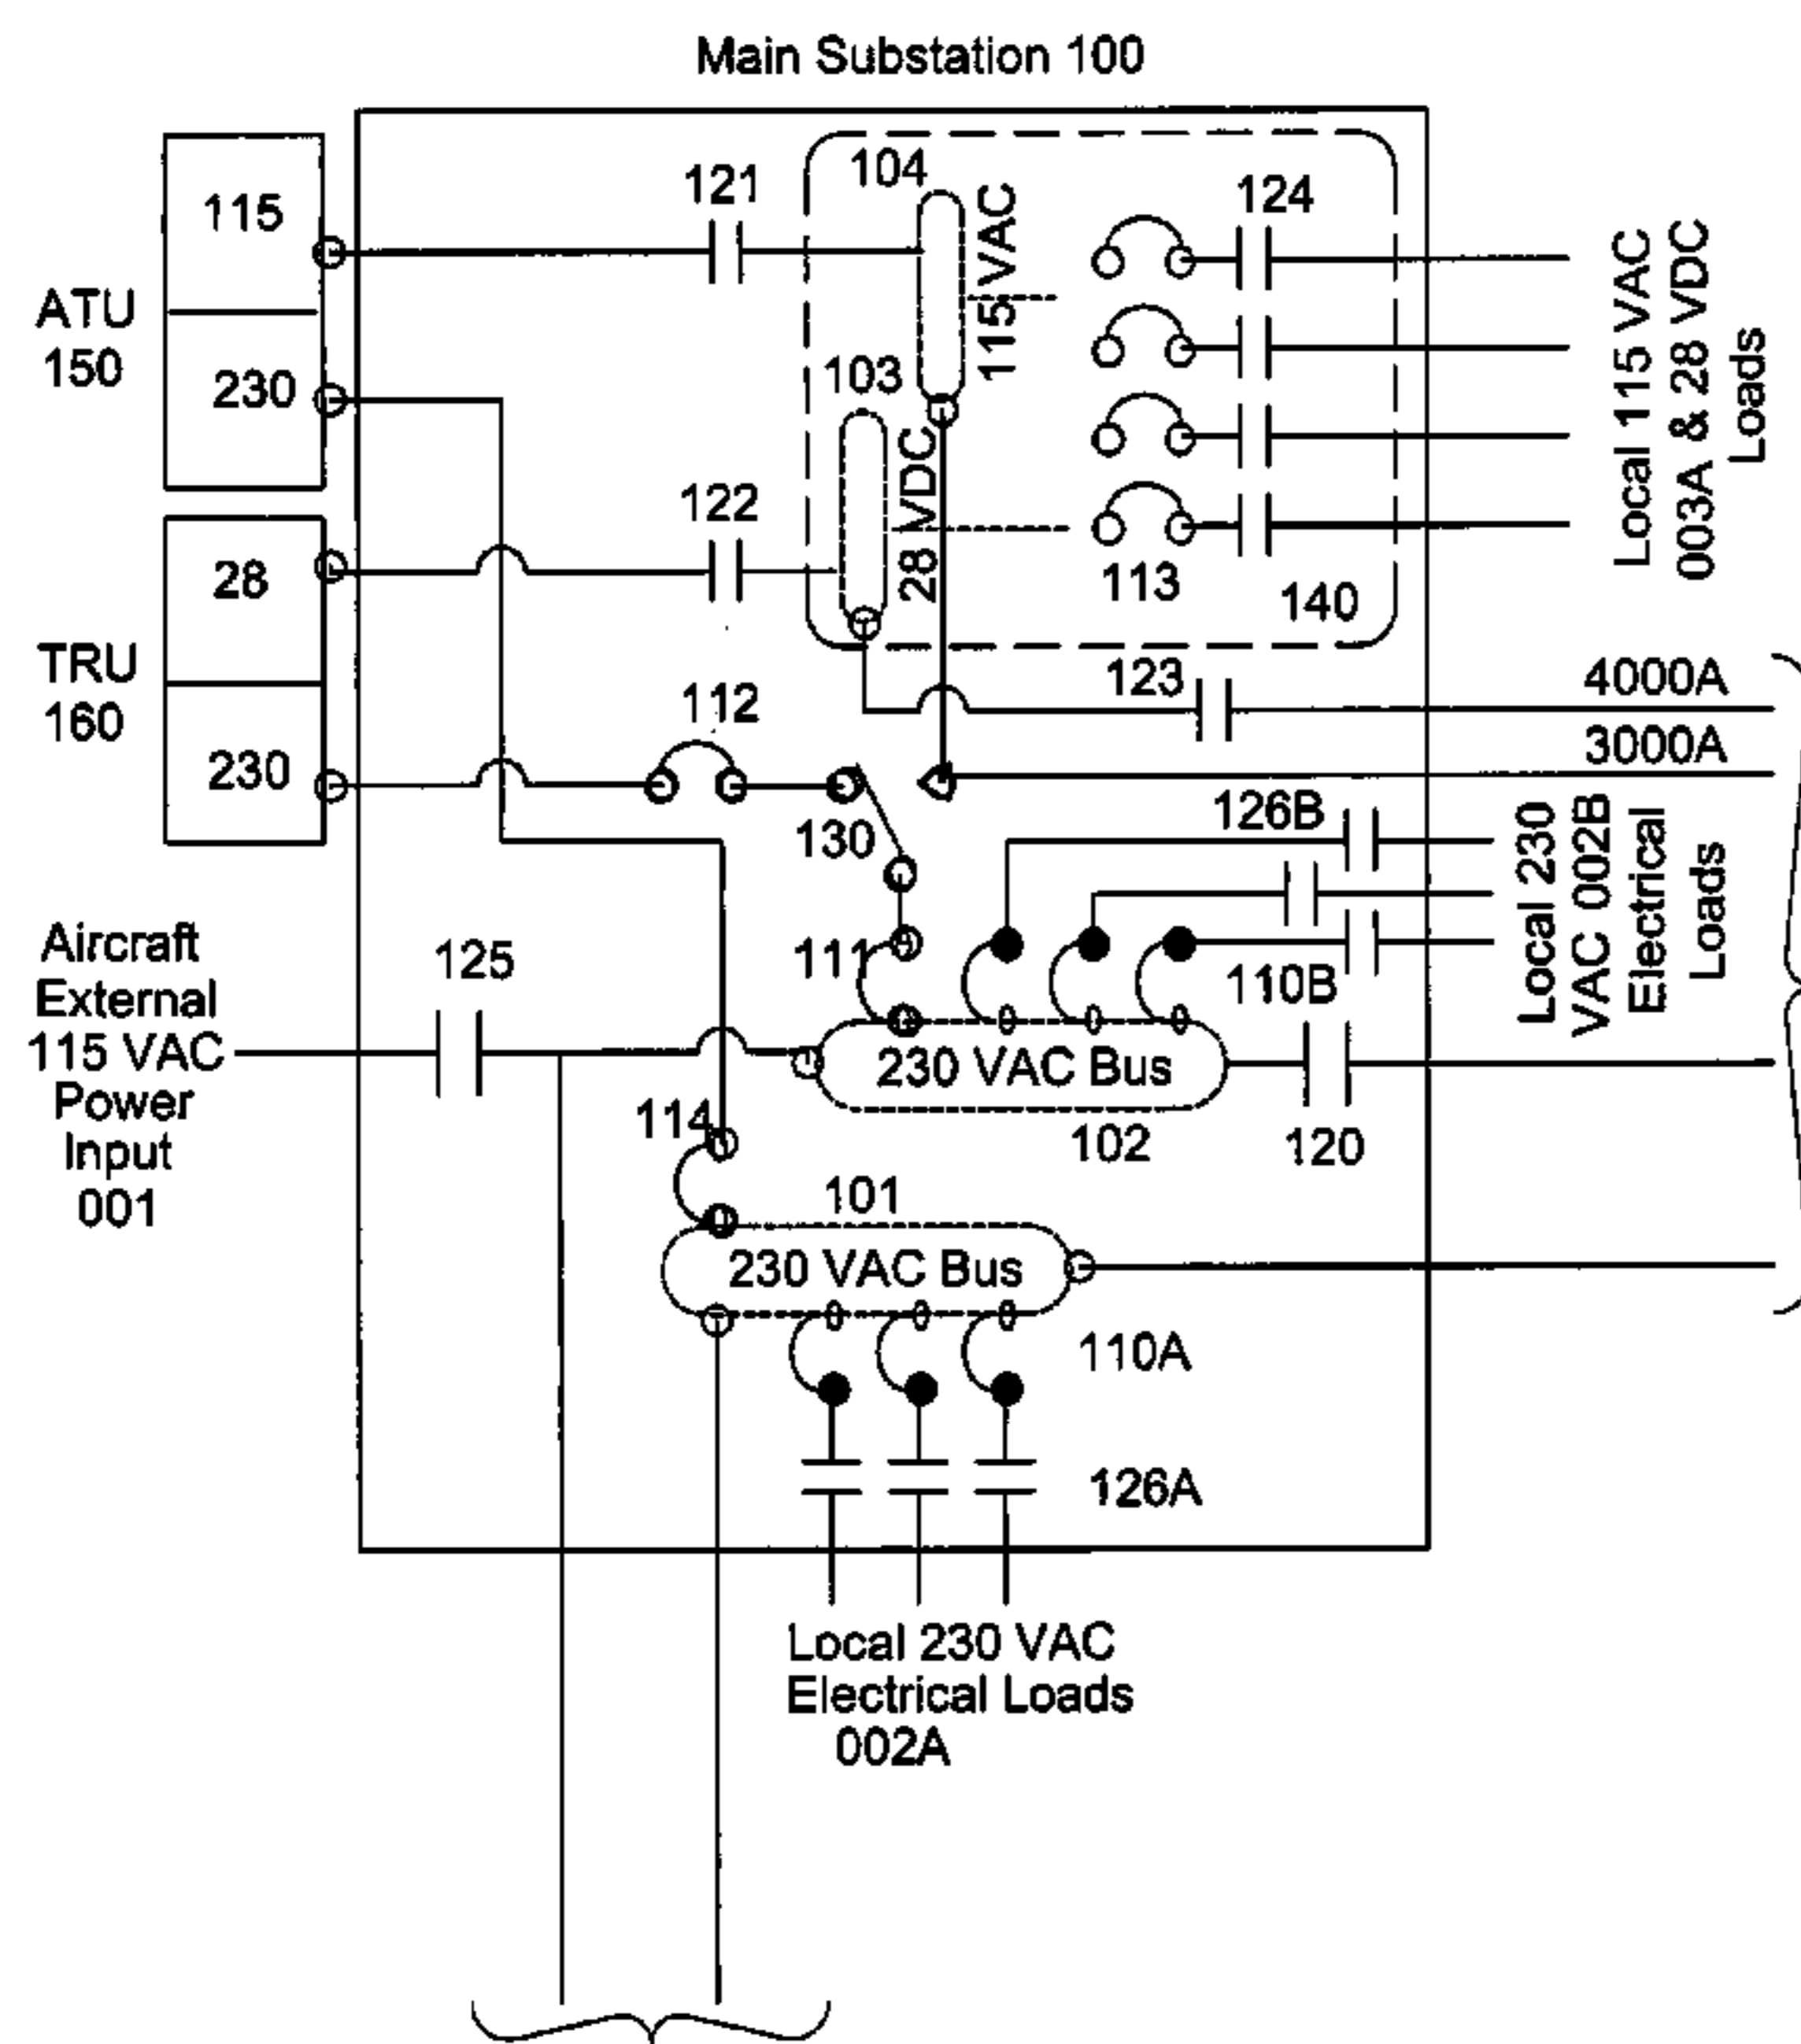 Main Substation 100
104
121
124
115
115 VAC
Local 115 VAC
003A & 28 VDC
Loads
ATU
150
230
103
28 VDC
122
28
113
140
TRU
160
123
4000A
112
3000A
230
126B
130
Local 230
VAC 002B
Electrical
Loads
Aircraft
External
115 VAC
Power
Input
001
125
111
110B
230 VAC Bus
114
102
120
101
230 VAC Bus
110A
126A
Local 230 VAC
Electrical Loads
002A